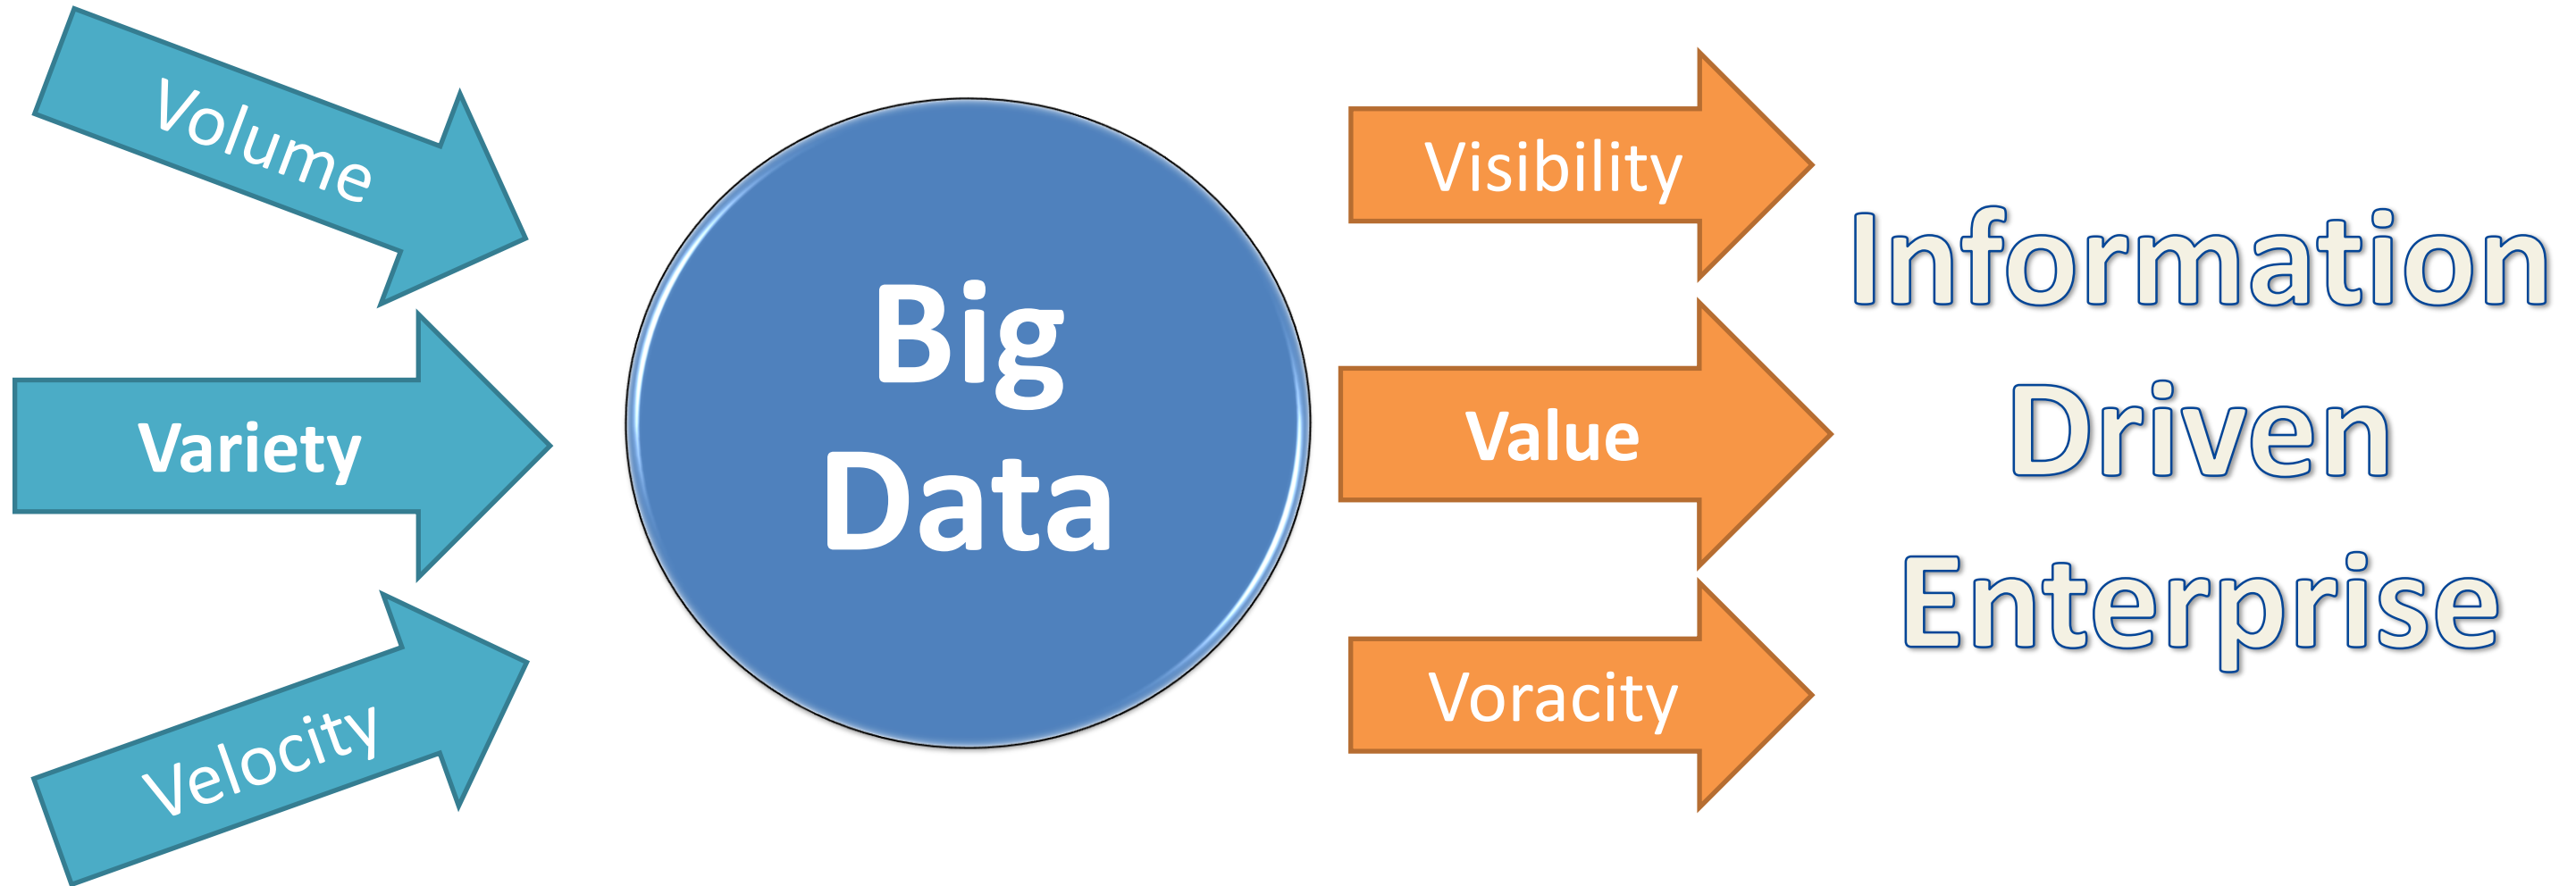 Volume
Variety
Velocity
Big
Data
Visibility
Value
Voracity
Information
Driven
Enterprise